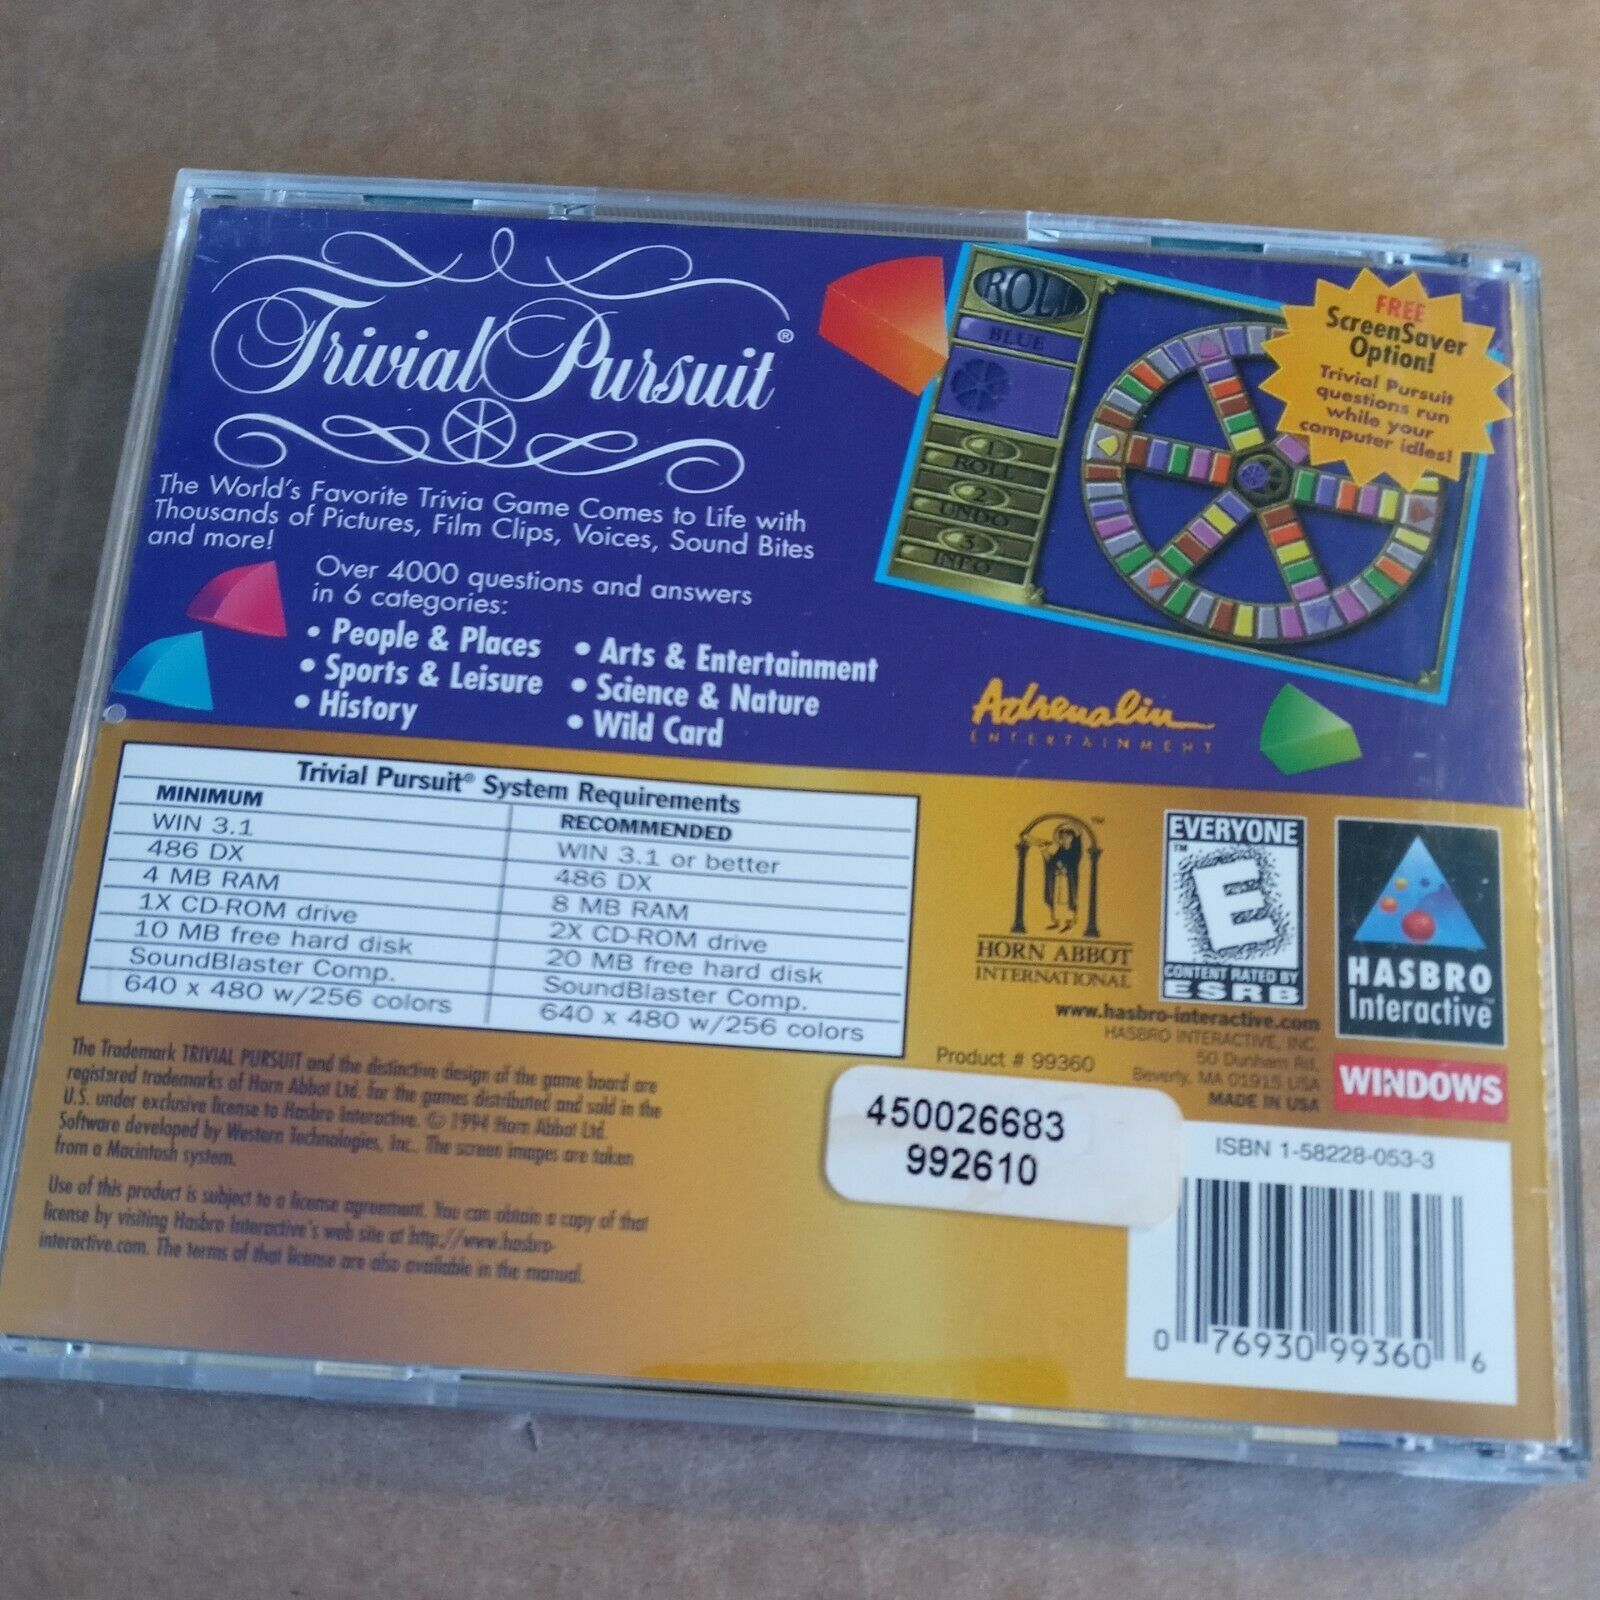 Trivial Pursuit®
The World's Favorite Trivia Game Comes to Life with
Thousands of Pictures, Film Clips, Voices, Sound Bites
and more!
Over 4000 questions and answers
in 6 categories:
• People & Places
• Sports & Leisure
• History
• Arts & Entertainment
• Science & Nature
• Wild Card
ROLL
BLUE
1
ROLL
2
UNDO
3
INFO
FREE
ScreenSaver
Option!
Trivial Pursuit
questions run
while your
computer idles!
Adrenalin
ENTERTAINMENT
Trivial Pursuit® System Requirements
MINIMUM
WIN 3.1
486 DX
4 MB RAM
1X CD-ROM drive
10 MB free hard disk
SoundBlaster Comp.
640 x 480 w/256 colors
RECOMMENDED
WIN 3.1 or better
486 DX
8 MB RAM
2X CD-ROM drive
20 MB free hard disk
SoundBlaster Comp.
640 x 480 w/256 colors
™
HORN ABBOT
INTERNATIONAL
EVERYONE
™
E
CONTENT RATED BY
ESRB
HASBRO
Interactive™
www.hasbro-interactive.com
HASBRO INTERACTIVE, INC.
50 Dunham Rd.
Beverly, MA 01915 USA
MADE IN USA
Product # 99360
WINDOWS
The Trademark TRIVIAL PURSUIT and the distinctive design of the game board are
registered trademarks of Horn Abbot Ltd. for the games distributed and sold in the
U.S. under exclusive license to Hasbro Interactive. © 1994 Horn Abbot Ltd.
Software developed by Western Technologies, Inc.. The screen images are taken
from a Macintosh system.
Use of this product is subject to a license agreement. You can obtain a copy of that
license by visiting Hasbro Interactive's web site at http://www.hasbro-
interactive.com. The terms of that license are also available in the manual.
450026683
992610
ISBN 1-58228-053-3
0 76930 99360 6